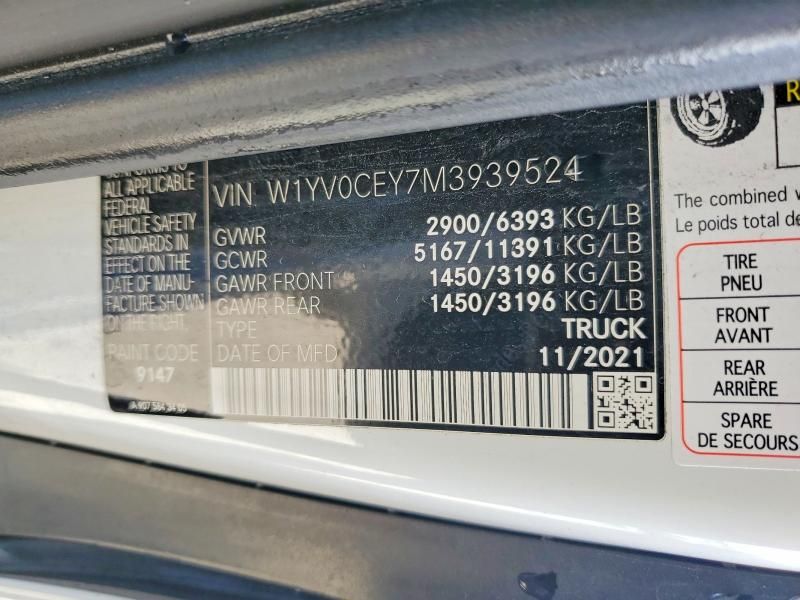 TO ALL APPLICABLE
FEDERAL
VEHICLE SAFETY
STANDARDS IN
EFFECT ON THE
DATE OF MANU-
FACTURE SHOWN
ON THE RIGHT.
PAINT CODE
9147
VIN W1YV0CEY7M3939524
GVWR 2900/6393 KG/LB
GCWR 5167/11391 KG/LB
GAWR FRONT 1450/3196 KG/LB
GAWR REAR 1450/3196 KG/LB
TYPE TRUCK
DATE OF MFD 11/2021
The combined
Le poids total de
TIRE
PNEU
FRONT
AVANT
REAR
ARRIÈRE
SPARE
DE SECOURS